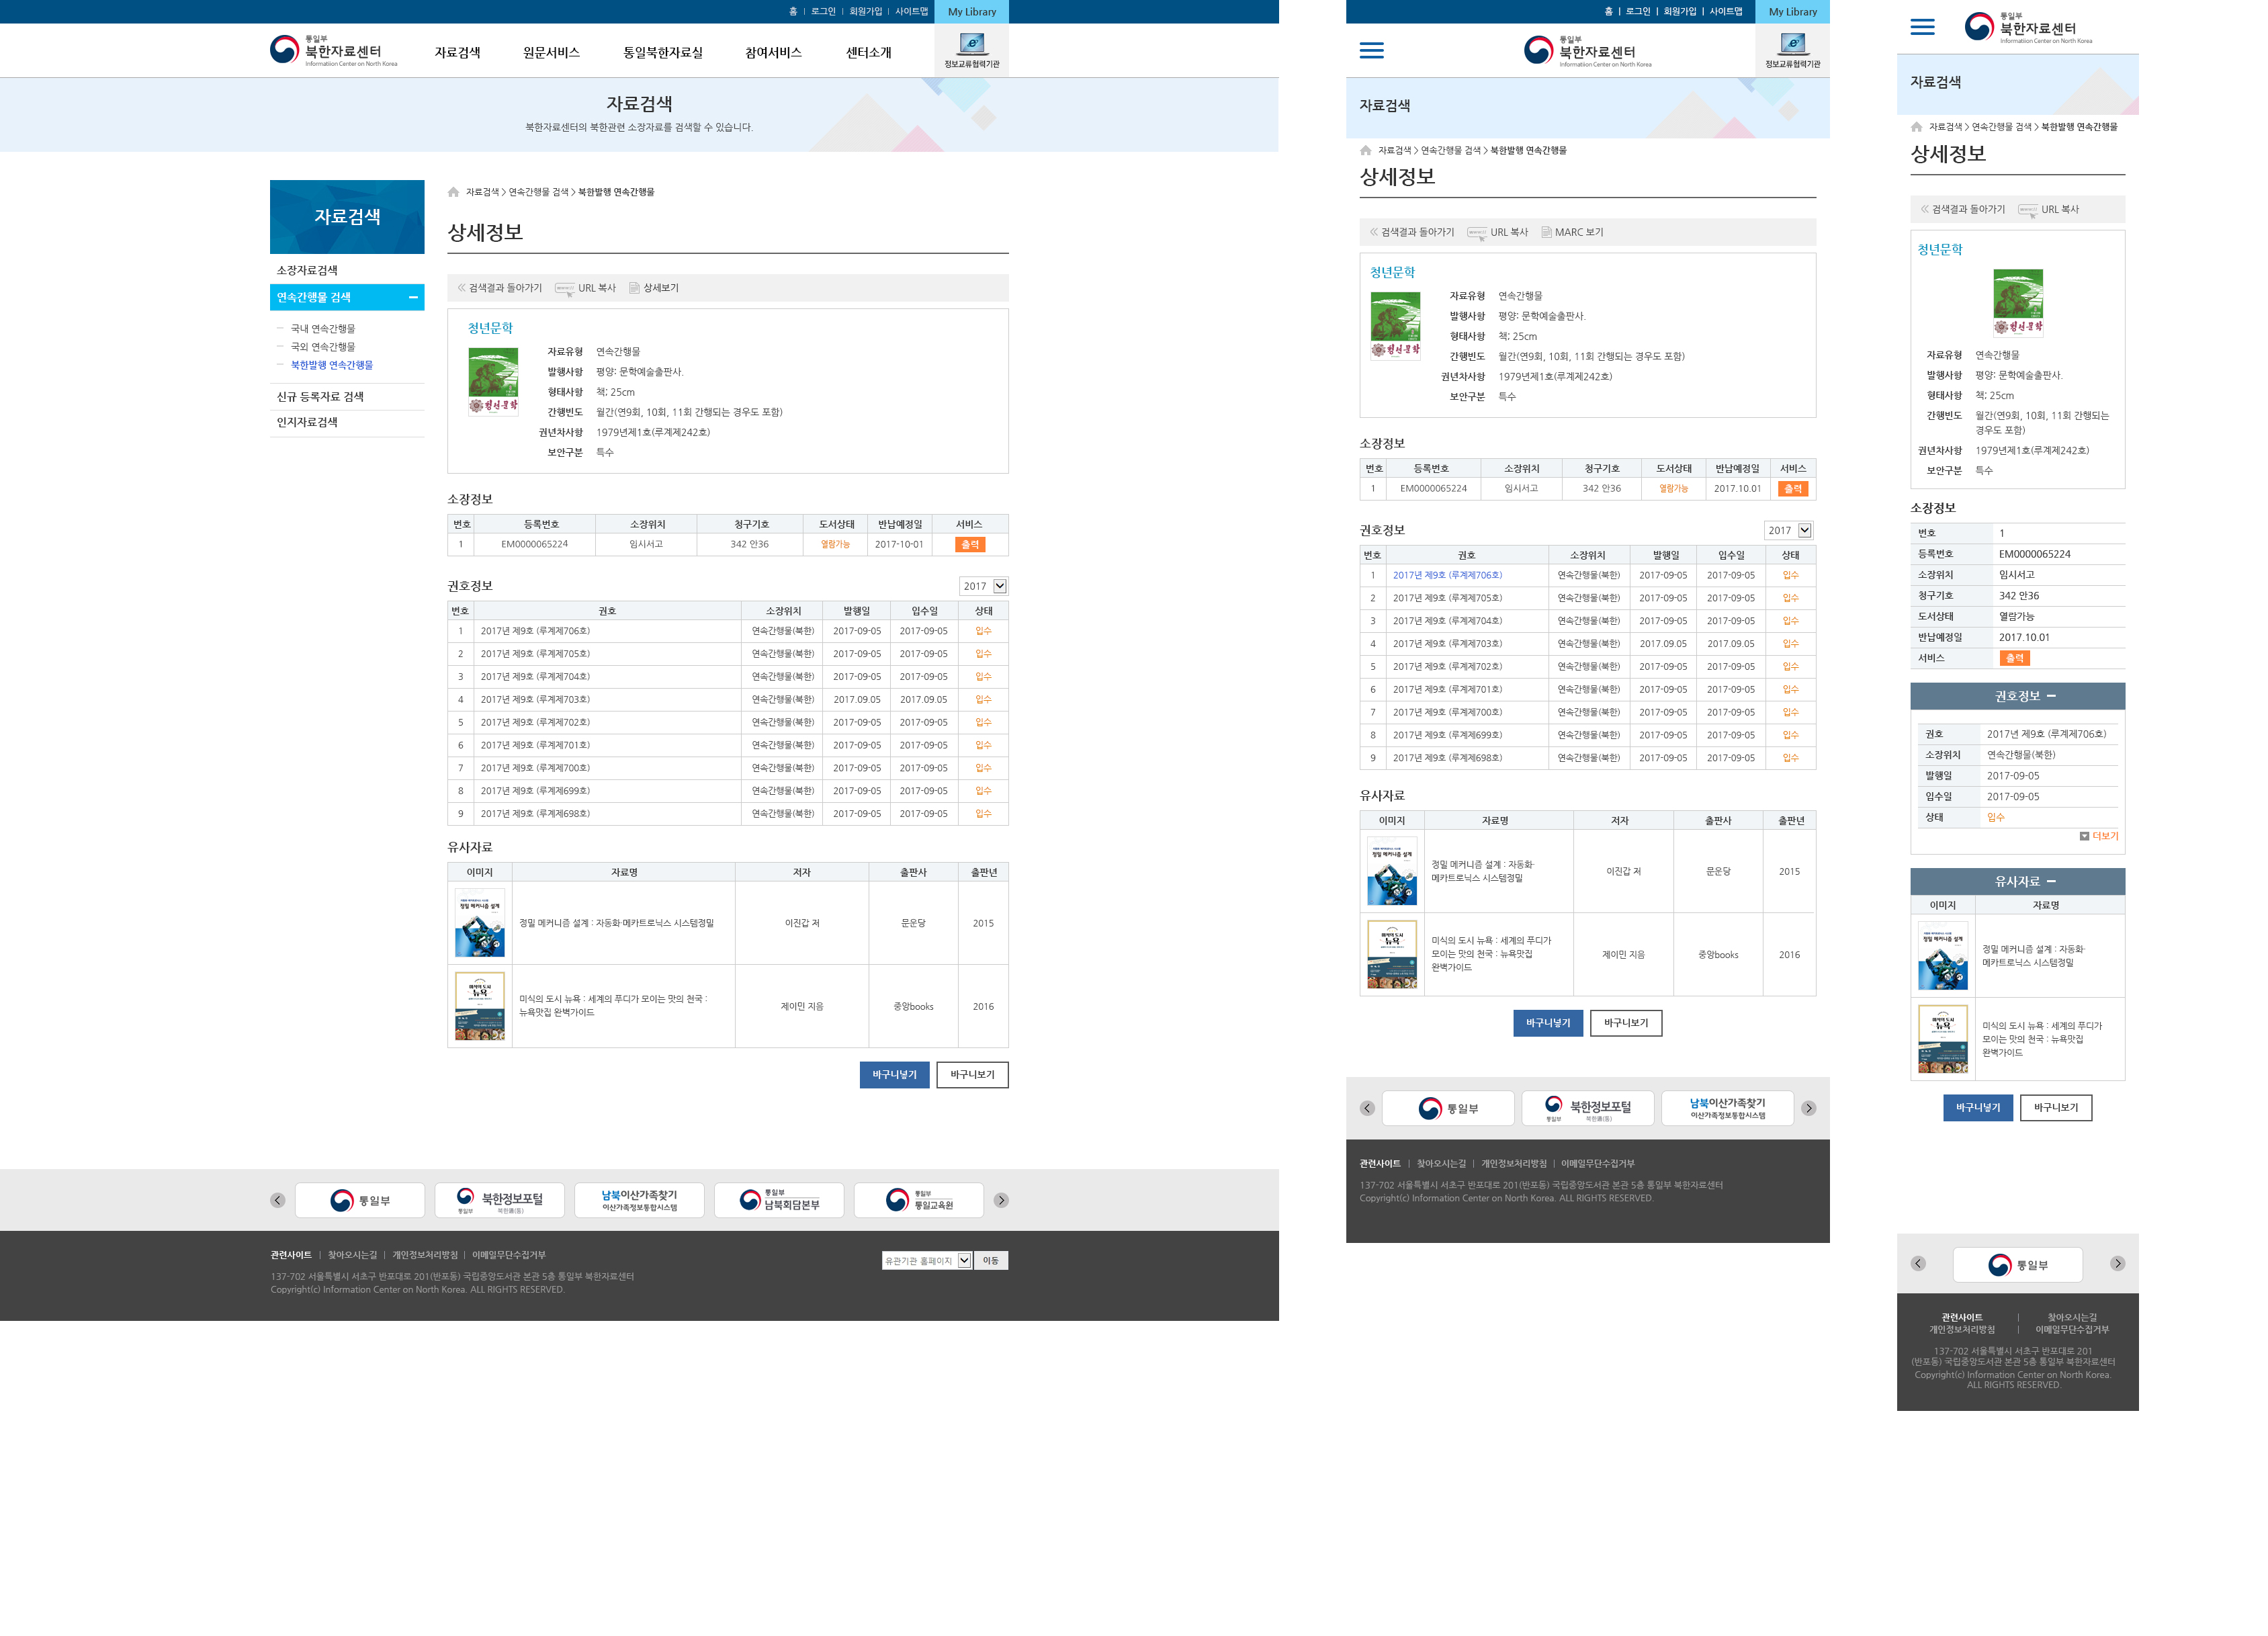 홈 | 로그인 | 회원가입 | 사이트맵 My Library
통일부
북한자료센터
Informatiion Center on North Korea
자료검색 원문서비스 통일북한자료실 참여서비스 센터소개
정보교류협력기관
자료검색
북한자료센터의 북한관련 소장자료를 검색할 수 있습니다.
자료검색
소장자료검색
연속간행물 검색
국내 연속간행물
국외 연속간행물
북한발행 연속간행물
신규 등록자료 검색
인지자료검색
자료검색 > 연속간행물 검색 > 북한발행 연속간행물
상세정보
검색결과 돌아가기 URL 복사 상세보기
청년문학
자료유형 연속간행물
발행사항 평양: 문학예술출판사.
형태사항 책; 25cm
간행빈도 월간(연9회, 10회, 11회 간행되는 경우도 포함)
권년차사항 1979년제1호(루계제242호)
보안구분 특수
소장정보
번호 등록번호 소장위치 청구기호 도서상태 반납예정일 서비스
1 EM0000065224 임시서고 342 안36 열람가능 2017-10-01 출력
권호정보 2017
번호 권호 소장위치 발행일 입수일 상태
1 2017년 제9호 (루계제706호) 연속간행물(북한) 2017-09-05 2017-09-05 입수
2 2017년 제9호 (루계제705호) 연속간행물(북한) 2017-09-05 2017-09-05 입수
3 2017년 제9호 (루계제704호) 연속간행물(북한) 2017-09-05 2017-09-05 입수
4 2017년 제9호 (루계제703호) 연속간행물(북한) 2017.09.05 2017.09.05 입수
5 2017년 제9호 (루계제702호) 연속간행물(북한) 2017-09-05 2017-09-05 입수
6 2017년 제9호 (루계제701호) 연속간행물(북한) 2017-09-05 2017-09-05 입수
7 2017년 제9호 (루계제700호) 연속간행물(북한) 2017-09-05 2017-09-05 입수
8 2017년 제9호 (루계제699호) 연속간행물(북한) 2017-09-05 2017-09-05 입수
9 2017년 제9호 (루계제698호) 연속간행물(북한) 2017-09-05 2017-09-05 입수
유사자료
이미지 자료명 저자 출판사 출판년
정밀 메커니즘 설계 : 자동화·메카트로닉스 시스템정밀 이진갑 저 문운당 2015
미식의 도시 뉴욕 : 세계의 푸디가 모이는 맛의 천국 :
뉴욕맛집 완벽가이드
제이민 지음 중앙books 2016
바구니넣기 바구니보기
통일부
북한정보포털
통일부
남북이산가족찾기
이산가족정보통합시스템
통일부
남북회담본부
통일부
통일교육원
관련사이트 | 찾아오시는길 | 개인정보처리방침 | 이메일무단수집거부
유관기관 홈페이지 이동
137-702 서울특별시 서초구 반포대로 201(반포동) 국립중앙도서관 본관 5층 통일부 북한자료센터
Copyright(c) Information Center on North Korea. ALL RIGHTS RESERVED.
홈 | 로그인 | 회원가입 | 사이트맵 My Library
통일부
북한자료센터
Informatiion Center on North Korea
정보교류협력기관
자료검색
자료검색 > 연속간행물 검색 > 북한발행 연속간행물
상세정보
검색결과 돌아가기 URL 복사 MARC 보기
청년문학
자료유형 연속간행물
발행사항 평양: 문학예술출판사.
형태사항 책; 25cm
간행빈도 월간(연9회, 10회, 11회 간행되는 경우도 포함)
권년차사항 1979년제1호(루계제242호)
보안구분 특수
소장정보
번호 등록번호 소장위치 청구기호 도서상태 반납예정일 서비스
1 EM0000065224 임시서고 342 안36 열람가능 2017.10.01 출력
권호정보 2017
번호 권호 소장위치 발행일 입수일 상태
1 2017년 제9호 (루계제706호) 연속간행물(북한) 2017-09-05 2017-09-05 입수
2 2017년 제9호 (루계제705호) 연속간행물(북한) 2017-09-05 2017-09-05 입수
3 2017년 제9호 (루계제704호) 연속간행물(북한) 2017-09-05 2017-09-05 입수
4 2017년 제9호 (루계제703호) 연속간행물(북한) 2017.09.05 2017.09.05 입수
5 2017년 제9호 (루계제702호) 연속간행물(북한) 2017-09-05 2017-09-05 입수
6 2017년 제9호 (루계제701호) 연속간행물(북한) 2017-09-05 2017-09-05 입수
7 2017년 제9호 (루계제700호) 연속간행물(북한) 2017-09-05 2017-09-05 입수
8 2017년 제9호 (루계제699호) 연속간행물(북한) 2017-09-05 2017-09-05 입수
9 2017년 제9호 (루계제698호) 연속간행물(북한) 2017-09-05 2017-09-05 입수
유사자료
이미지 자료명 저자 출판사 출판년
정밀 메커니즘 설계 : 자동화·
메카트로닉스 시스템정밀
이진갑 저 문운당 2015
미식의 도시 뉴욕 : 세계의 푸디가
모이는 맛의 천국 : 뉴욕맛집
완벽가이드
제이민 지음 중앙books 2016
바구니넣기 바구니보기
통일부
북한정보포털
통일부
남북이산가족찾기
이산가족정보통합시스템
관련사이트 | 찾아오시는길 | 개인정보처리방침 | 이메일무단수집거부
137-702 서울특별시 서초구 반포대로 201(반포동) 국립중앙도서관 본관 5층 통일부 북한자료센터
Copyright(c) Information Center on North Korea. ALL RIGHTS RESERVED.
통일부
북한자료센터
Informatiion Center on North Korea
자료검색
자료검색 > 연속간행물 검색 > 북한발행 연속간행물
상세정보
검색결과 돌아가기 URL 복사
청년문학
자료유형 연속간행물
발행사항 평양: 문학예술출판사.
형태사항 책; 25cm
간행빈도 월간(연9회, 10회, 11회 간행되는
경우도 포함)
권년차사항 1979년제1호(루계제242호)
보안구분 특수
소장정보
번호 1
등록번호 EM0000065224
소장위치 임시서고
청구기호 342 안36
도서상태 열람가능
반납예정일 2017.10.01
서비스 출력
권호정보
권호 2017년 제9호 (루계제706호)
소장위치 연속간행물(북한)
발행일 2017-09-05
입수일 2017-09-05
상태 입수
더보기
유사자료
이미지 자료명
정밀 메커니즘 설계 : 자동화·
메카트로닉스 시스템정밀
미식의 도시 뉴욕 : 세계의 푸디가
모이는 맛의 천국 : 뉴욕맛집
완벽가이드
바구니넣기 바구니보기
통일부
관련사이트 | 찾아오시는길
개인정보처리방침 | 이메일무단수집거부
137-702 서울특별시 서초구 반포대로 201
(반포동) 국립중앙도서관 본관 5층 통일부 북한자료센터
Copyright(c) Information Center on North Korea.
ALL RIGHTS RESERVED.